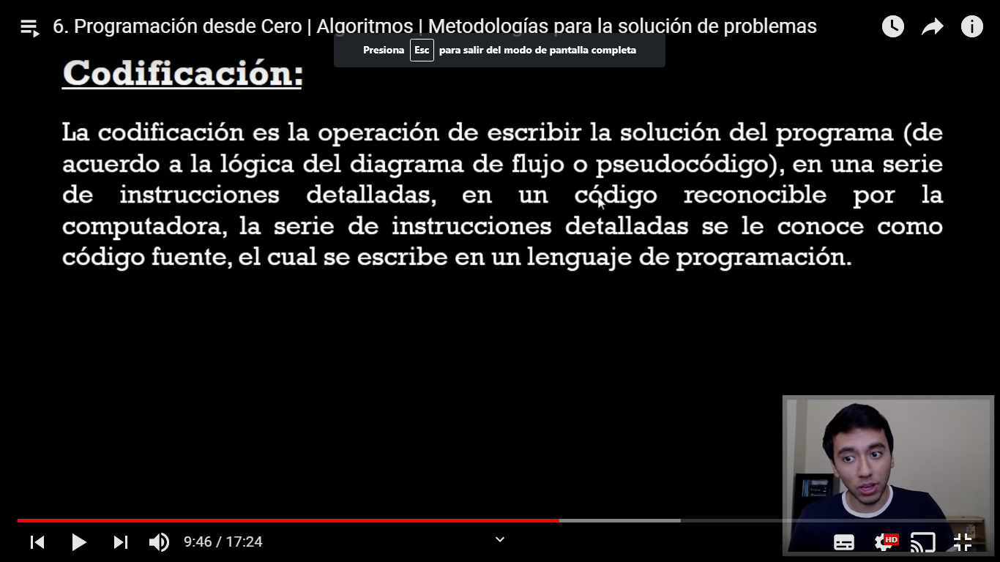 6. Programación desde Cero | Algoritmos | Metodologías para la solución de problemas
Presiona Esc para salir del modo de pantalla completa
Codificación:
La codificación es la operación de escribir la solución del programa (de
acuerdo a la lógica del diagrama de flujo o pseudocódigo), en una serie
de instrucciones detalladas, en un código reconocible por la
computadora, la serie de instrucciones detalladas se le conoce como
código fuente, el cual se escribe en un lenguaje de programación.
9:46 / 17:24
HD